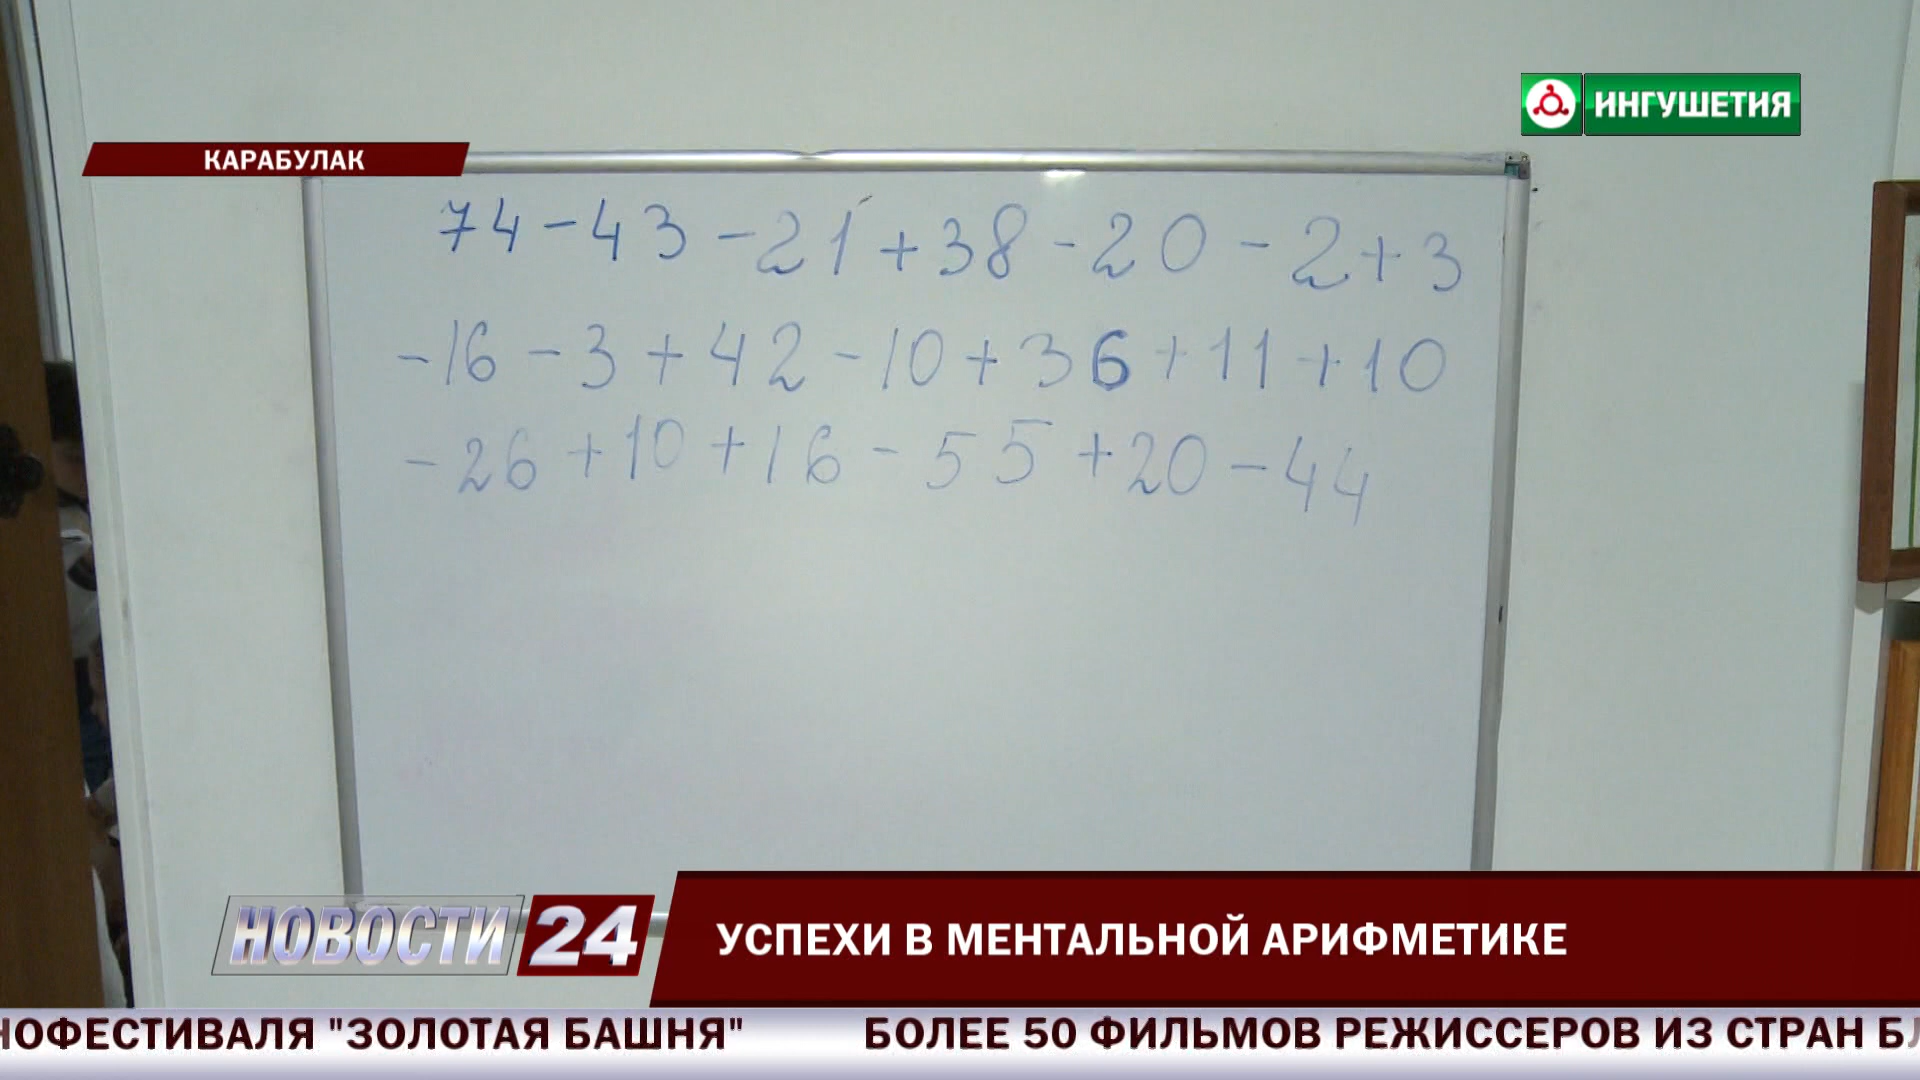 ИНГУШЕТИЯ
КАРАБУЛАК
74-43-21+38-20-2+3
-16-3+42-10+36+11+10
-26+10+16-55+20-44
НОВОСТИ 24
УСПЕХИ В МЕНТАЛЬНОЙ АРИФМЕТИКЕ
НОФЕСТИВАЛЯ "ЗОЛОТАЯ БАШНЯ" БОЛЕЕ 50 ФИЛЬМОВ РЕЖИССЕРОВ ИЗ СТРАН